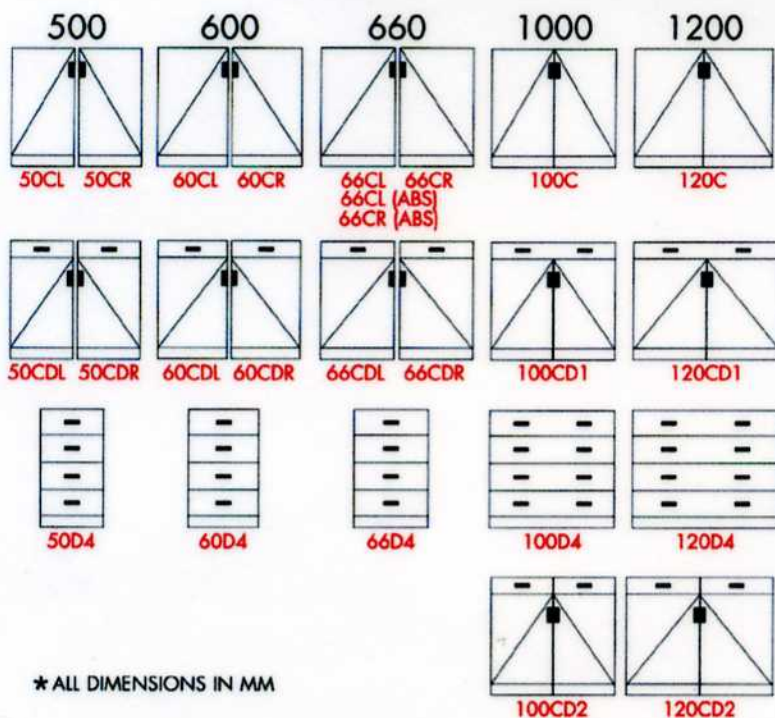 500 600 660 1000 1200
50CL 50CR 60CL 60CR 66CL 66CR 100C 120C
66CL (ABS)
66CR (ABS)
50CDL 50CDR 60CDL 60CDR 66CDL 66CDR 100CD1 120CD1
50D4 60D4 66D4 100D4 120D4
* ALL DIMENSIONS IN MM
100CD2 120CD2